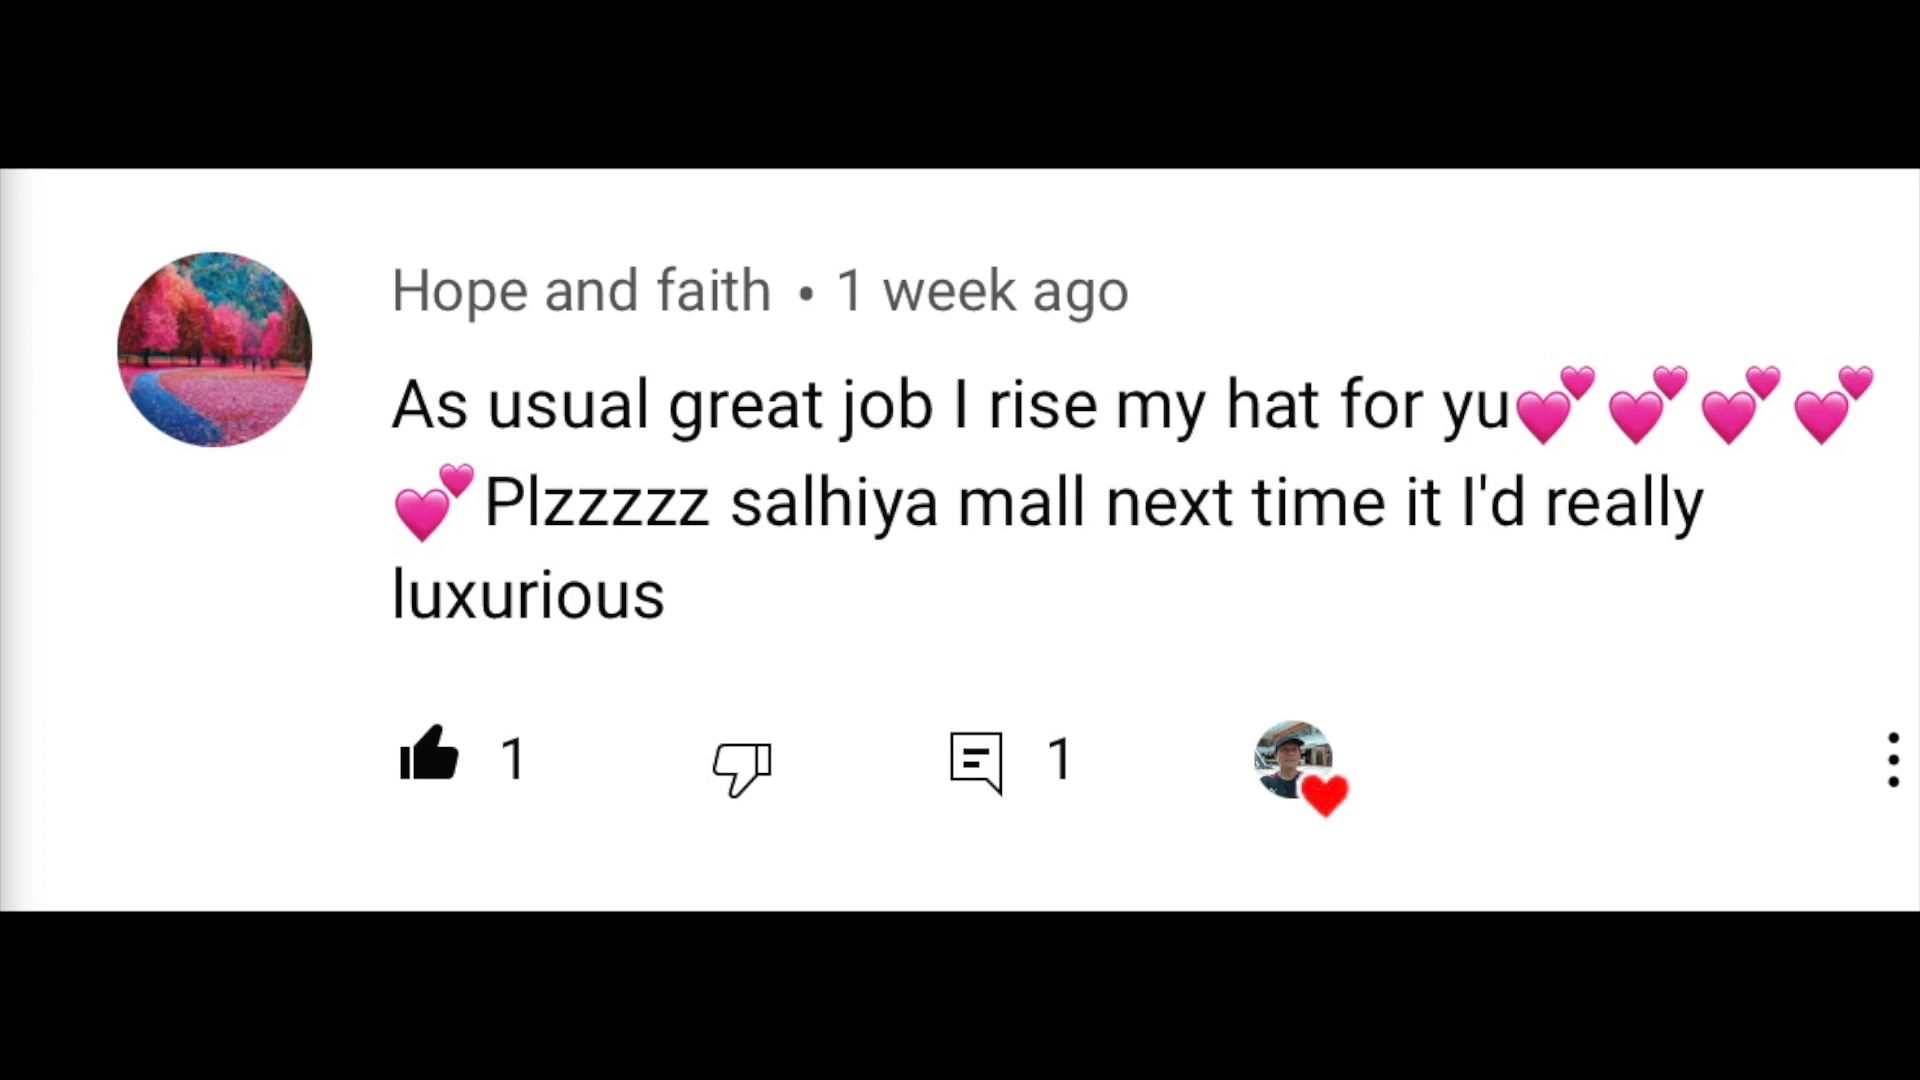 Hope and faith • 1 week ago
As usual great job I rise my hat for yu💕💕💕💕
💕Plzzzzz salhiya mall next time it I'd really
luxurious
1 1